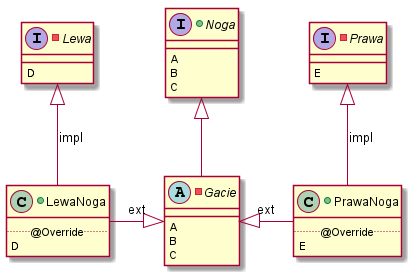 I Lewa
D
I Noga
A
B
C
I Prawa
E
impl
impl
C LewaNoga
@Override
D
ext
A Gacie
A
B
C
ext
C PrawaNoga
@Override
E